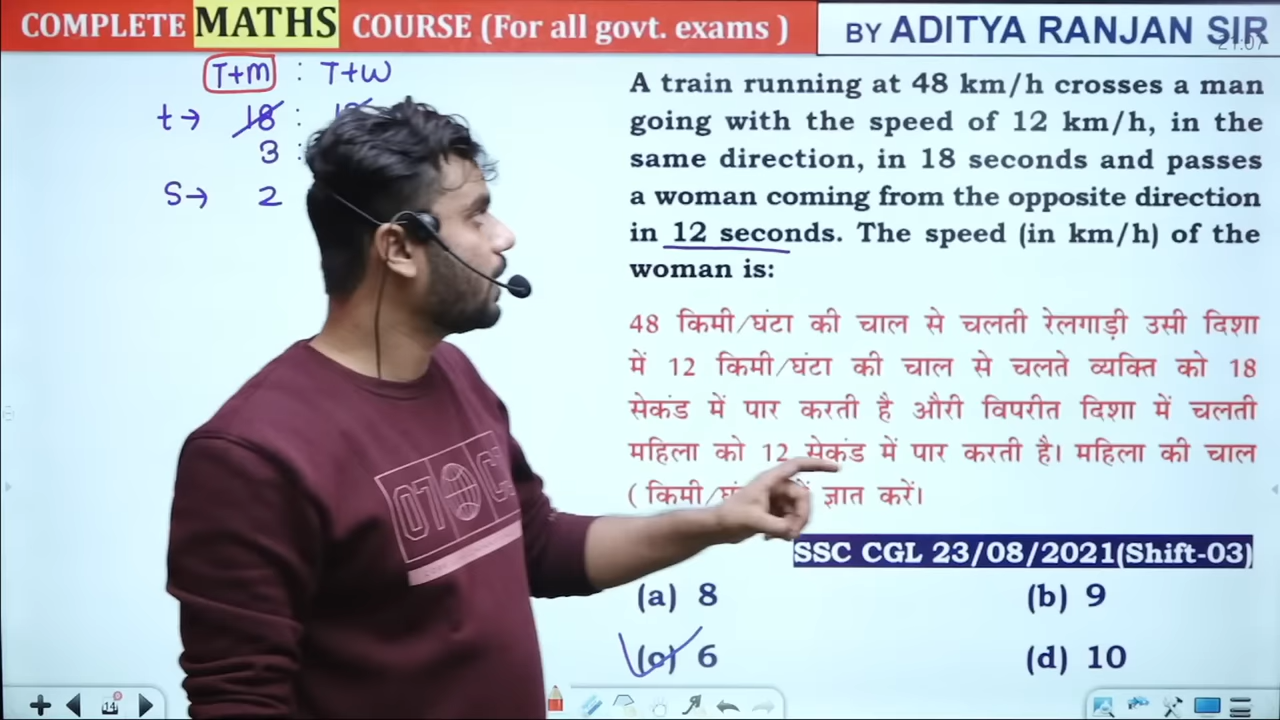 COMPLETE MATHS COURSE (For all govt. exams )
BY ADITYA RANJAN SIR
21:07
T+m : T+W
t→ 18 :
3 :
S→ 2
A train running at 48 km/h crosses a man
going with the speed of 12 km/h, in the
same direction, in 18 seconds and passes
a woman coming from the opposite direction
in 12 seconds. The speed (in km/h) of the
woman is:
48 किमी/घंटा की चाल से चलती रेलगाड़ी उसी दिशा
में 12 किमी/घंटा की चाल से चलते व्यक्ति को 18
सेकंड में पार करती है औरी विपरीत दिशा में चलती
महिला को 12 सेकंड में पार करती है। महिला की चाल
( किमी/ ज्ञात करें।
SSC CGL 23/08/2021(Shift-03)
(a) 8 (b) 9
(c) 6 (d) 10
14